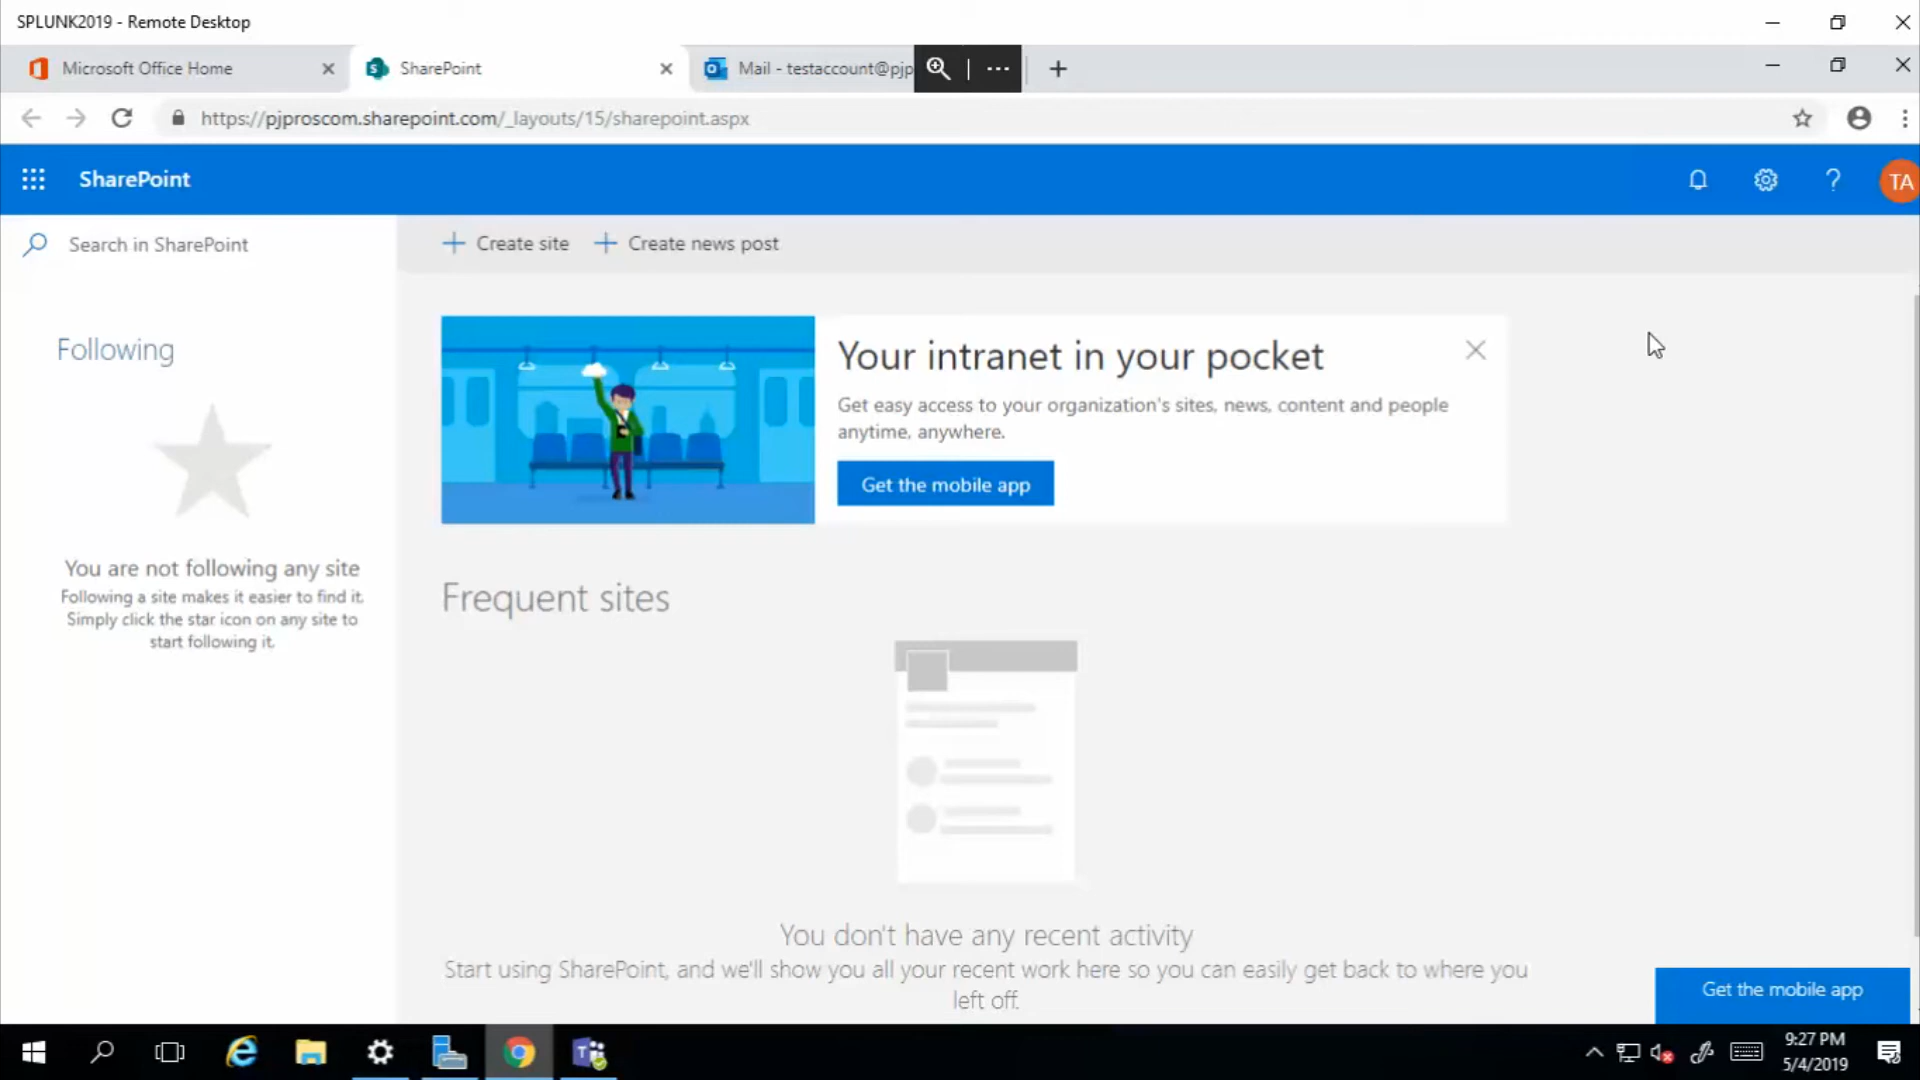 SPLUNK2019 - Remote Desktop
Microsoft Office Home
SharePoint
Mail - testaccount@pjp
https://pjproscom.sharepoint.com/_layouts/15/sharepoint.aspx
SharePoint
TA
Search in SharePoint
Create site
Create news post
Following
Your intranet in your pocket
Get easy access to your organization's sites, news, content and people
anytime, anywhere.
Get the mobile app
You are not following any site
Following a site makes it easier to find it.
Simply click the star icon on any site to
start following it.
Frequent sites
You don't have any recent activity
Start using SharePoint, and we'll show you all your recent work here so you can easily get back to where you
left off.
Get the mobile app
9:27 PM
5/4/2019